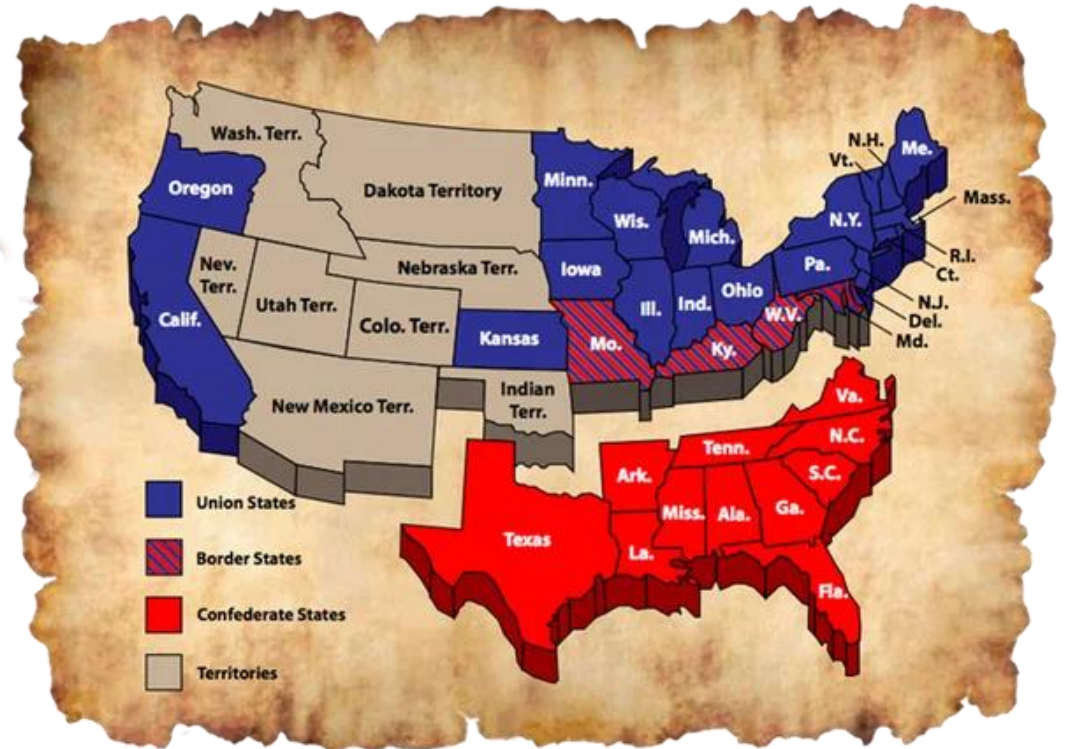 Wash. Terr.
Oregon
Dakota Territory
Minn.
Wis.
Mich.
N.H.
Vt.
Me.
Mass.
N.Y.
R.I.
Ct.
Pa.
N.J.
Del.
Md.
Nev.
Terr.
Utah Terr.
Nebraska Terr.
Iowa
Ill.
Ind.
Ohio
W.V.
Calif.
Colo. Terr.
Kansas
Mo.
Ky.
New Mexico Terr.
Indian
Terr.
Va.
Tenn.
N.C.
Ark.
S.C.
Miss.
Ala.
Ga.
Texas
La.
Fla.
Union States
Border States
Confederate States
Territories